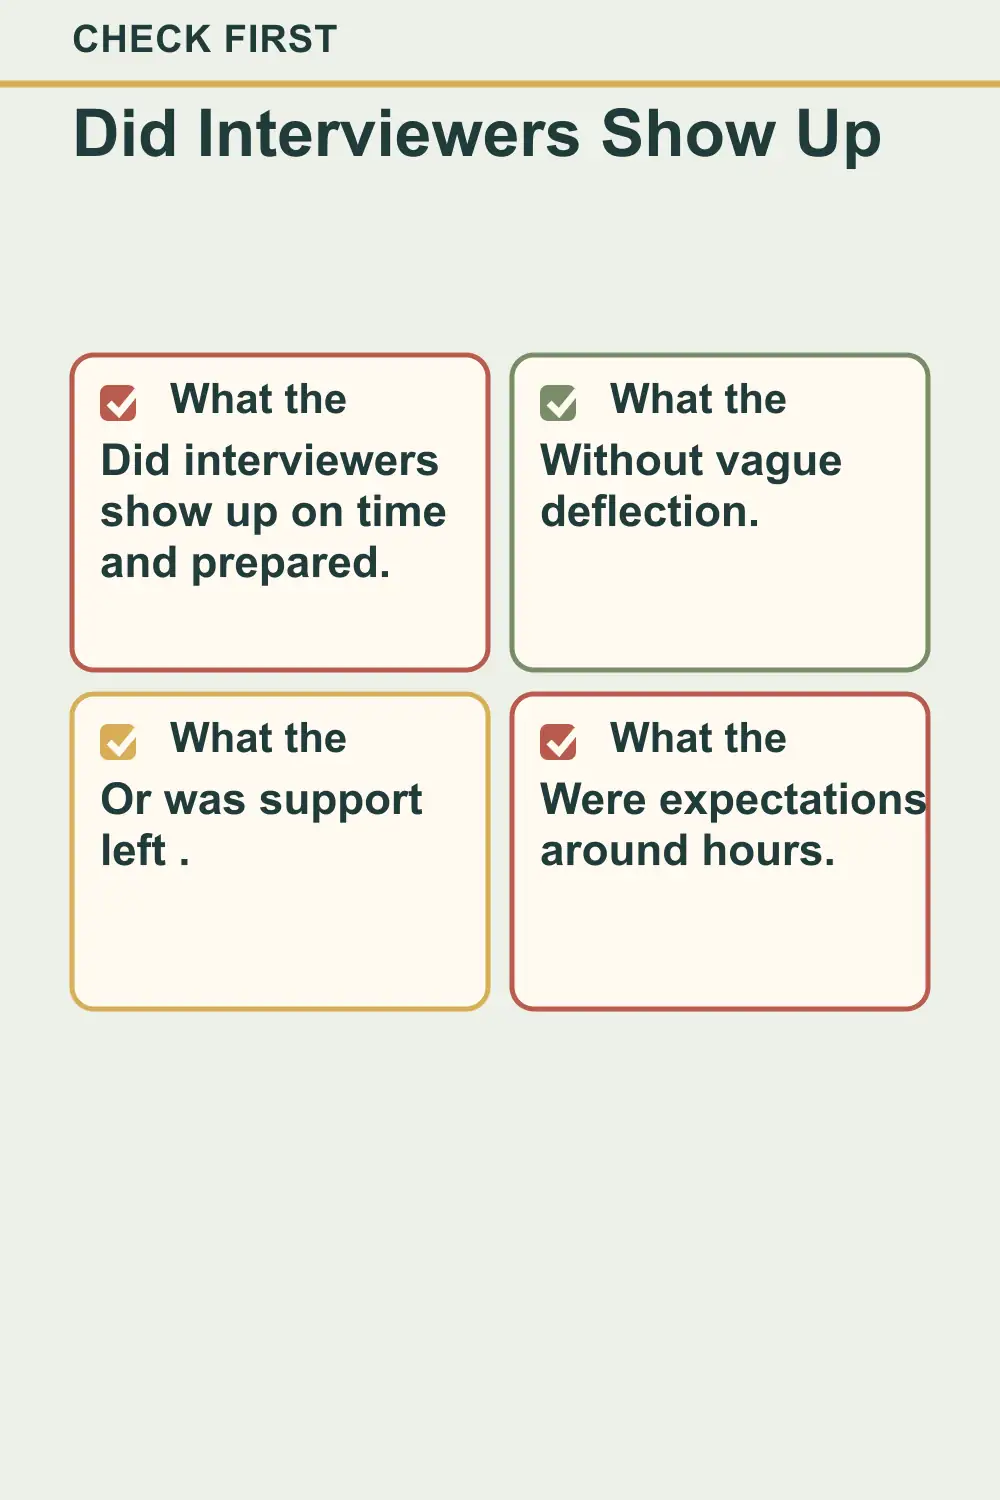 CHECK FIRST
Did Interviewers Show Up
What the
Did interviewers
show up on time
and prepared.
What the
Without vague
deflection.
What the
Or was support
left .
What the
Were expectations
around hours.